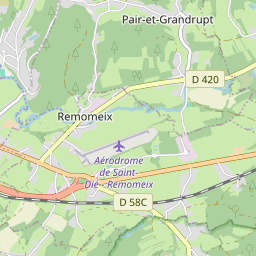 Pair-et-Grandrupt
D 420
Remomeix
Aérodrome
de Saint-
Dié - Remomeix
D 58C